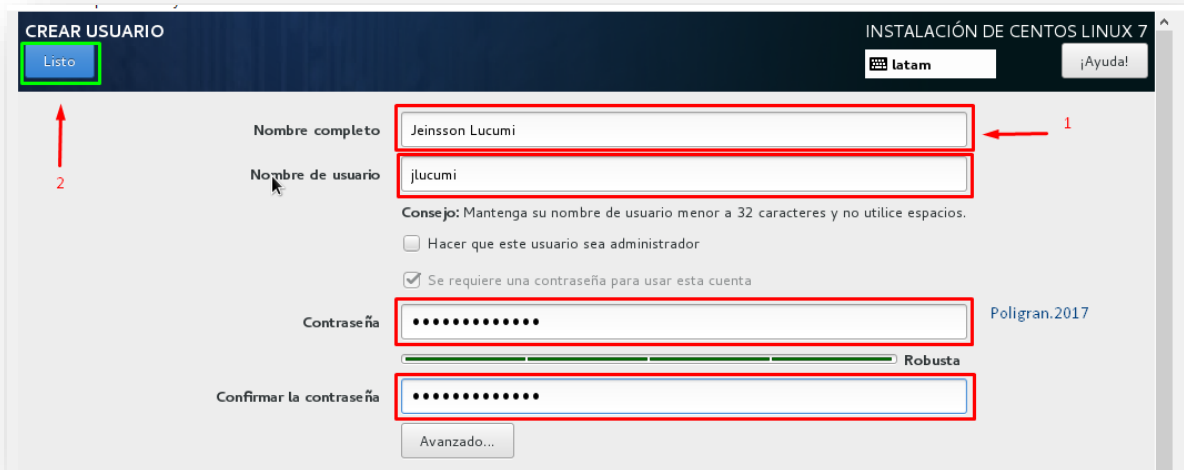 CREAR USUARIO
INSTALACIÓN DE CENTOS LINUX 7
Listo
latam
¡Ayuda!
Nombre completo
Jeinsson Lucumi
1
Nombre de usuario
jlucumi
2
Consejo: Mantenga su nombre de usuario menor a 32 caracteres y no utilice espacios.
Hacer que este usuario sea administrador
Se requiere una contraseña para usar esta cuenta
Contraseña
•••••••••••••
Poligran.2017
Robusta
Confirmar la contraseña
•••••••••••••
Avanzado...